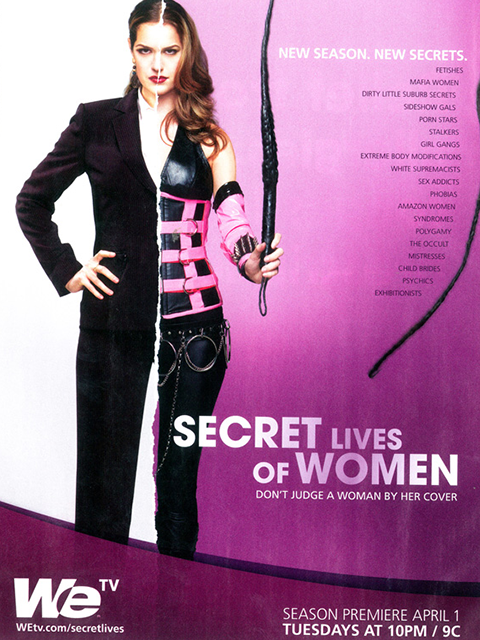 NEW SEASON. NEW SECRETS.
FETISHES
MAFIA WOMEN
DIRTY LITTLE SUBURB SECRETS
SIDESHOW GALS
PORN STARS
STALKERS
GIRL GANGS
EXTREME BODY MODIFICATIONS
WHITE SUPREMACISTS
SEX ADDICTS
PHOBIAS
AMAZON WOMEN
SYNDROMES
POLYGAMY
THE OCCULT
MISTRESSES
CHILD BRIDES
PSYCHICS
EXHIBITIONISTS
SECRET LIVES
OF WOMEN
DON'T JUDGE A WOMAN BY HER COVER
We TV
WEtv.com/secretlives
SEASON PREMIERE APRIL 1
TUESDAYS AT 10PM / 9C